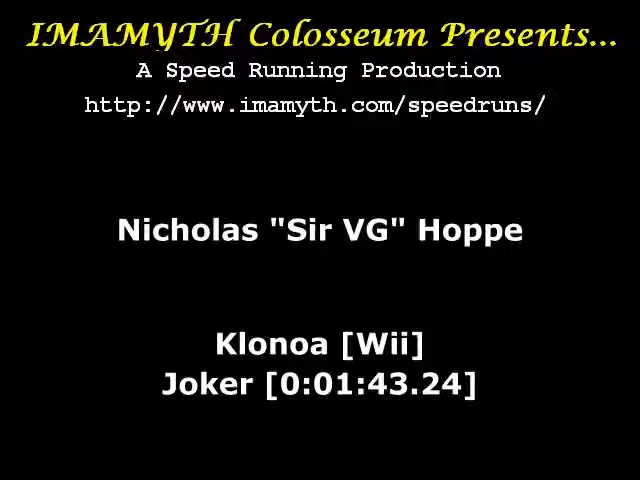 IMAMYTH Colosseum Presents...
A Speed Running Production
http://www.imamyth.com/speedruns/
Nicholas "Sir VG" Hoppe
Klonoa [Wii]
Joker [0:01:43.24]